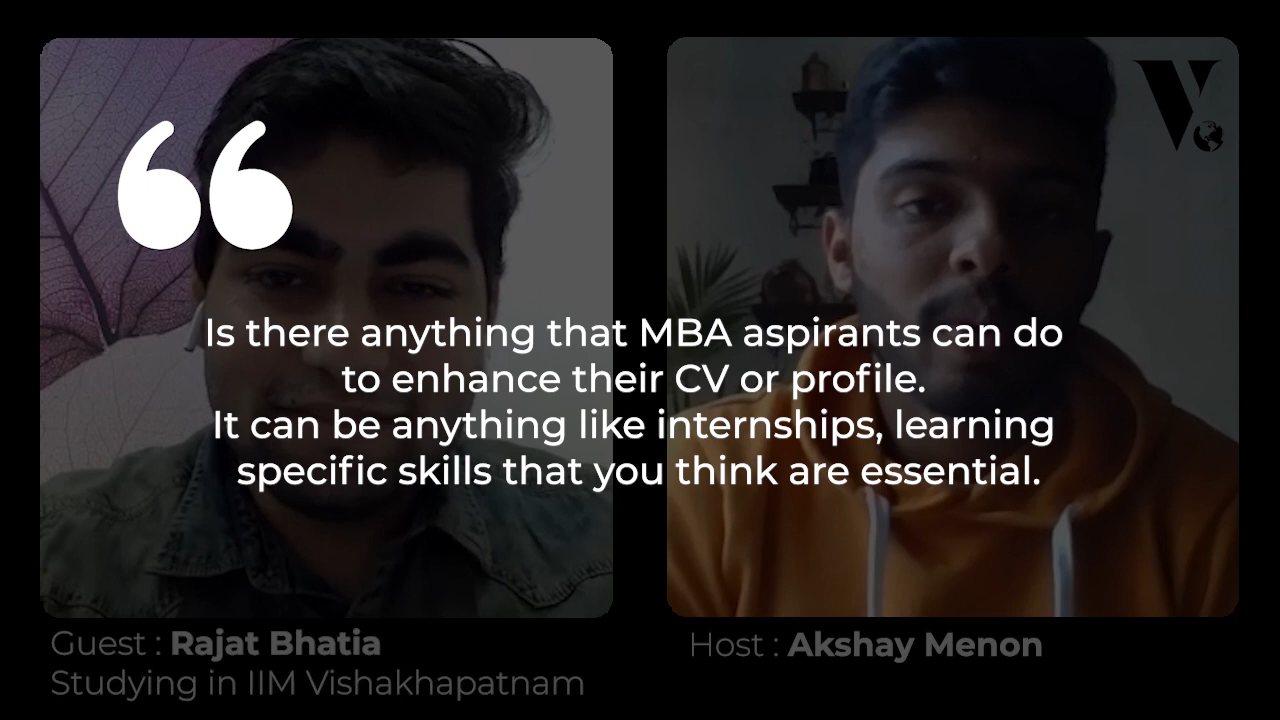 Is there anything that MBA aspirants can do
to enhance their CV or profile.
It can be anything like internships, learning
specific skills that you think are essential.
Guest : Rajat Bhatia
Studying in IIM Vishakhapatnam
Host : Akshay Menon
V